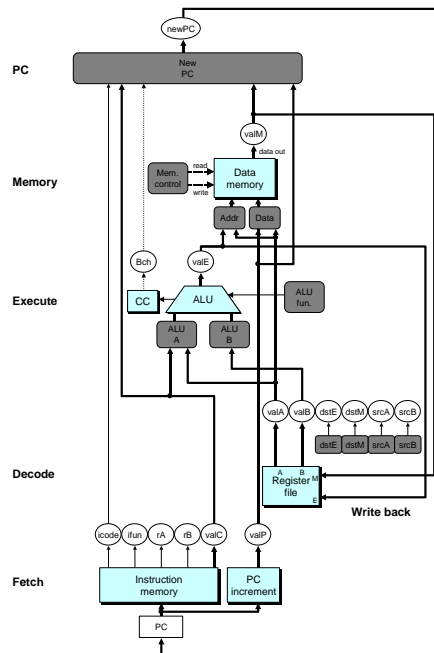 newPC
PC
New
PC
valM
data out
read
Mem.
control
write
Data
memory
Memory
Addr
Data
Bch
valE
Execute
CC
ALU
ALU
fun.
ALU
A
ALU
B
valA
valB
dstE
dstM
srcA
srcB
dstE
dstM
srcA
srcB
Decode
A
B
M
Register
file
E
Write back
icode
ifun
rA
rB
valC
valP
Fetch
Instruction
memory
PC
increment
PC